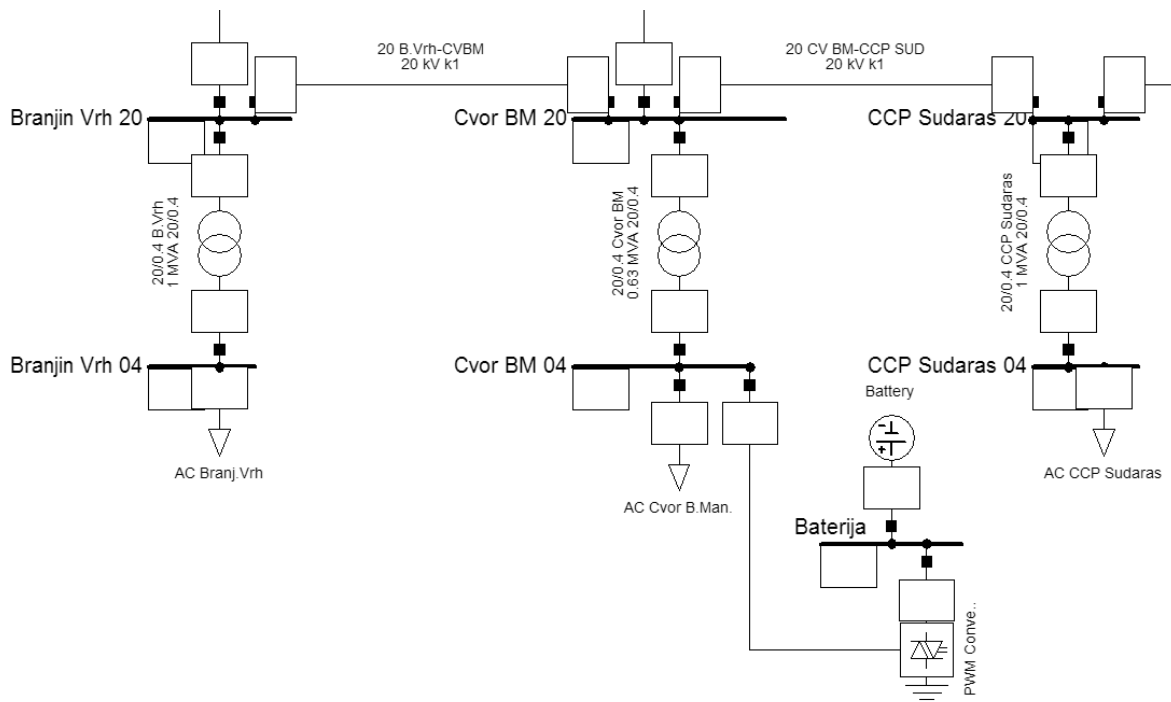 20 B.Vrh-CVBM
20 kV k1
20 CV BM-CCP SUD
20 kV k1
Branjin Vrh 20
Cvor BM 20
CCP Sudaras 20
20/0.4 B.Vrh
1 MVA 20/0.4
20/0.4 Cvor BM
0.63 MVA 20/0.4
20/0.4 CCP Sudaras
1 MVA 20/0.4
Branjin Vrh 04
Cvor BM 04
CCP Sudaras 04
Battery
AC Branj.Vrh
AC Cvor B.Man.
AC CCP Sudaras
Baterija
PWM Conve..